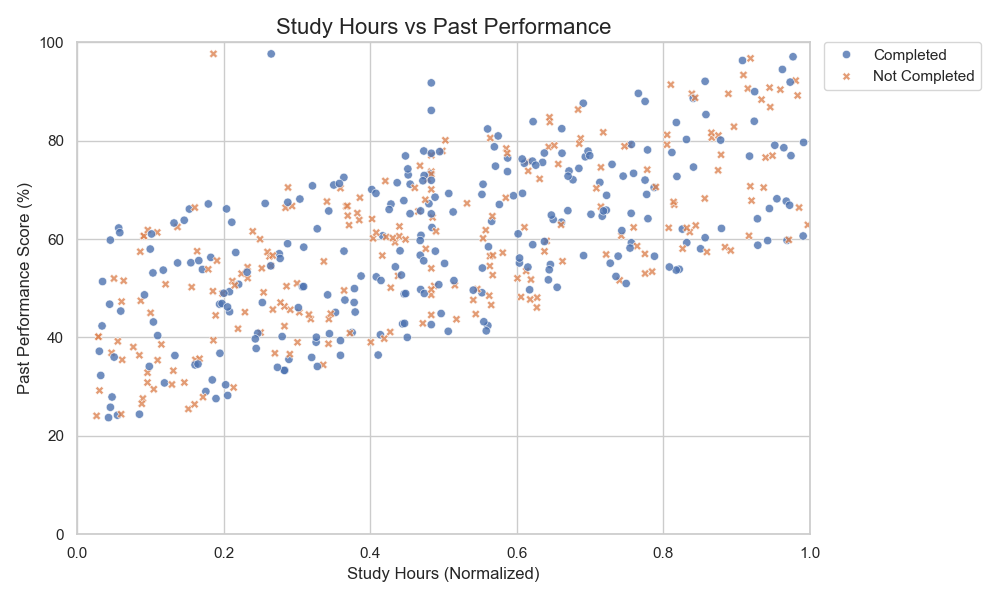 Study Hours vs Past Performance
Completed
Not Completed
Past Performance Score (%)
100
80
60
40
20
0
0.0 0.2 0.4 0.6 0.8 1.0
Study Hours (Normalized)